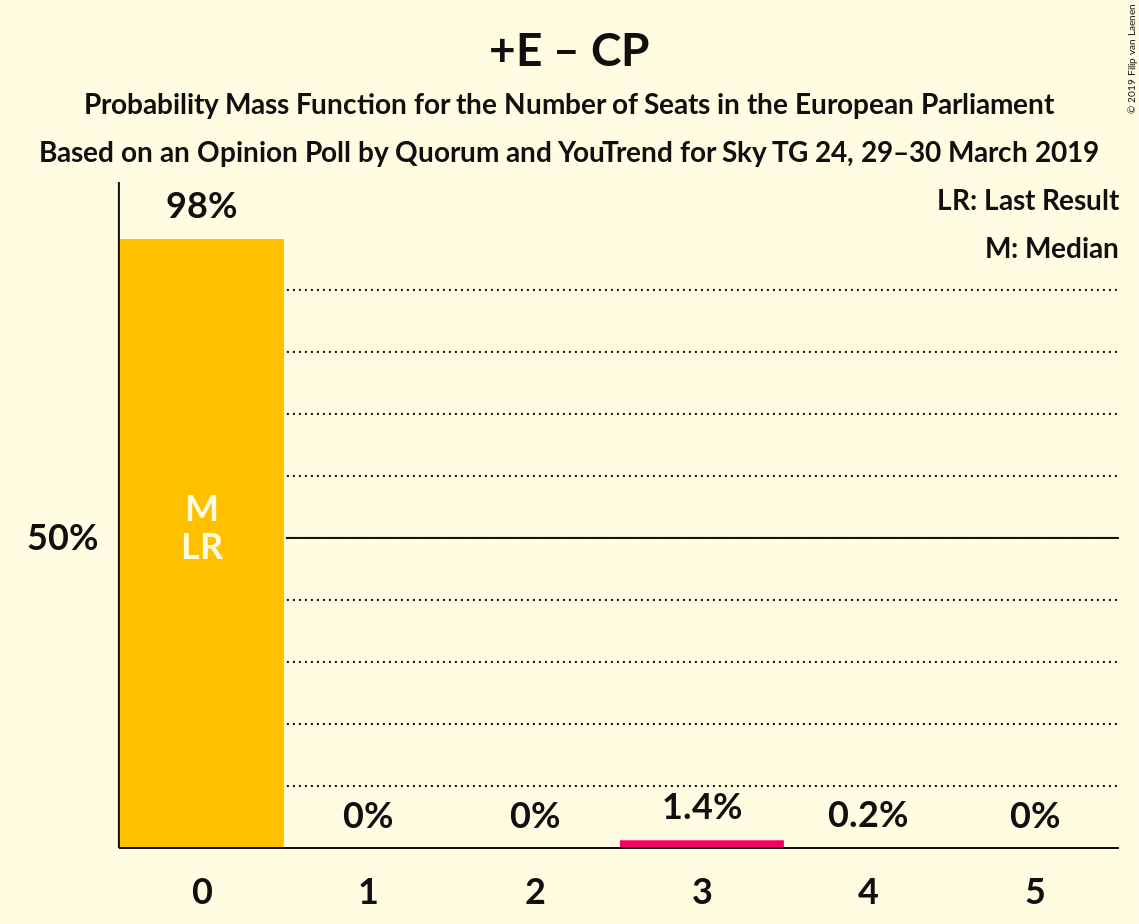 +E – CP
Probability Mass Function for the Number of Seats in the European Parliament
Based on an Opinion Poll by Quorum and YouTrend for Sky TG 24, 29–30 March 2019
© 2019 Filip van Laenen
LR: Last Result
M: Median
98%
M
LR
50%
0% 0% 1.4% 0.2% 0%
0 1 2 3 4 5